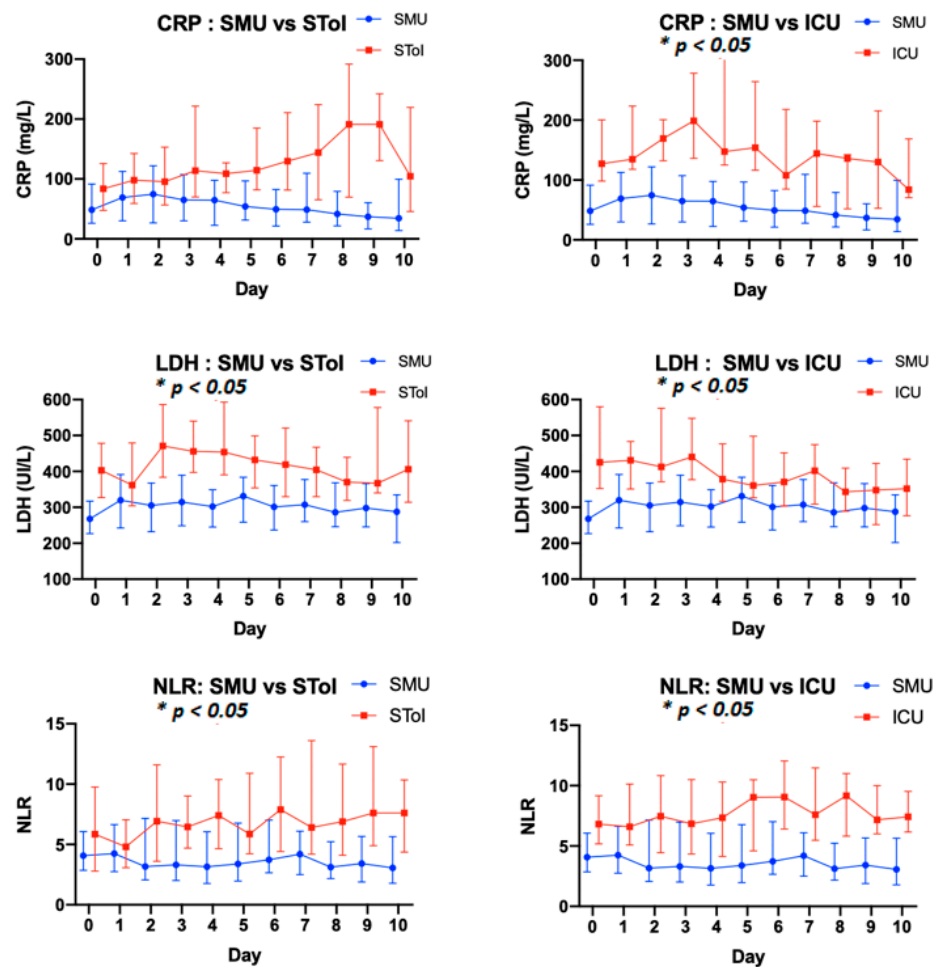 CRP : SMU vs STol
SMU
STol
CRP (mg/L)
300
200
100
0
0 1 2 3 4 5 6 7 8 9 10
Day
CRP : SMU vs ICU
* p < 0.05
SMU
ICU
CRP (mg/L)
300
200
100
0
0 1 2 3 4 5 6 7 8 9 10
Day
LDH : SMU vs STol
* p < 0.05
SMU
STol
LDH (UI/L)
600
500
400
300
200
100
0 1 2 3 4 5 6 7 8 9 10
Day
LDH : SMU vs ICU
* p < 0.05
SMU
ICU
LDH (UI/L)
600
500
400
300
200
100
0 1 2 3 4 5 6 7 8 9 10
Day
NLR: SMU vs STol
* p < 0.05
SMU
STol
NLR
15
10
5
0
0 1 2 3 4 5 6 7 8 9 10
Day
NLR: SMU vs ICU
* p < 0.05
SMU
ICU
NLR
15
10
5
0
0 1 2 3 4 5 6 7 8 9 10
Day